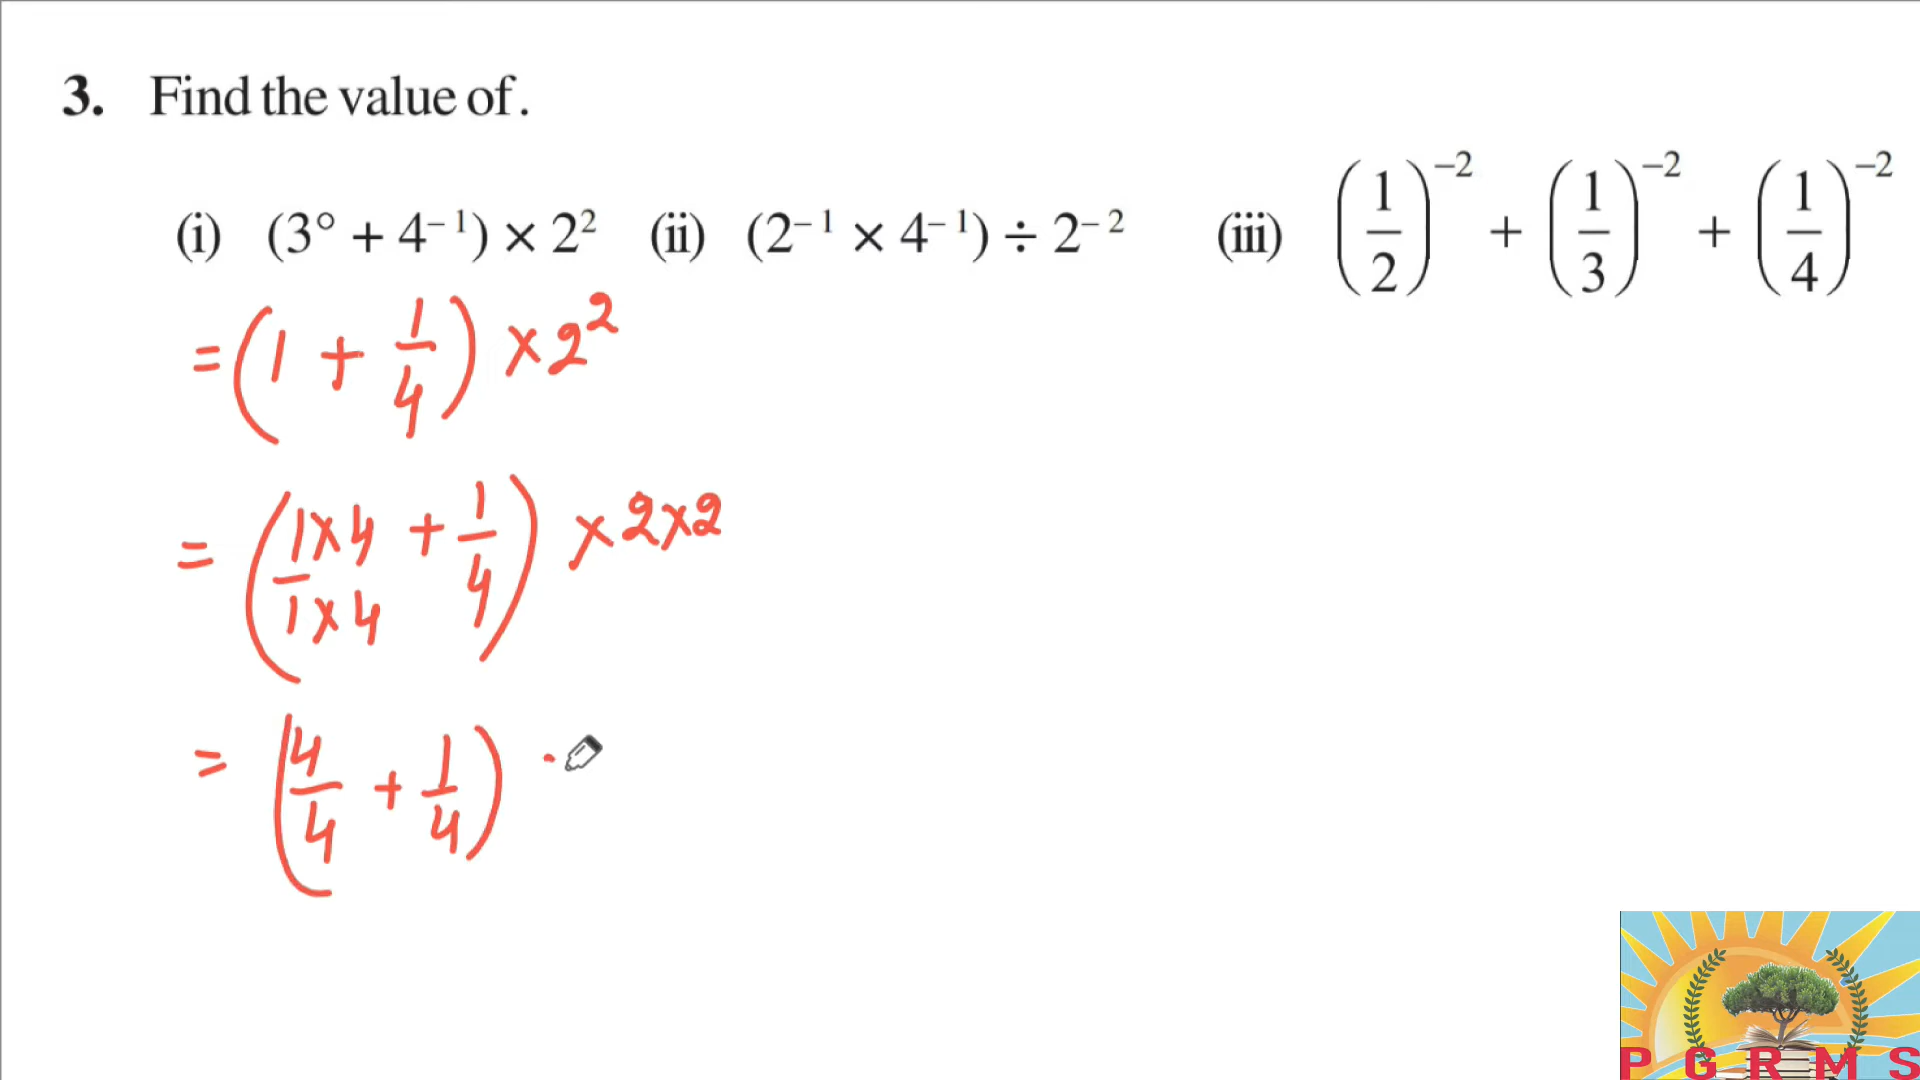 3. Find the value of.
(i) (3° + 4⁻¹) × 2² (ii) (2⁻¹ × 4⁻¹) ÷ 2⁻² (iii) (1/2)⁻² + (1/3)⁻² + (1/4)⁻²
= (1 + 1/4) × 2²
= (1×4/1×4 + 1/4) × 2×2
= (4/4 + 1/4)
PGRMS